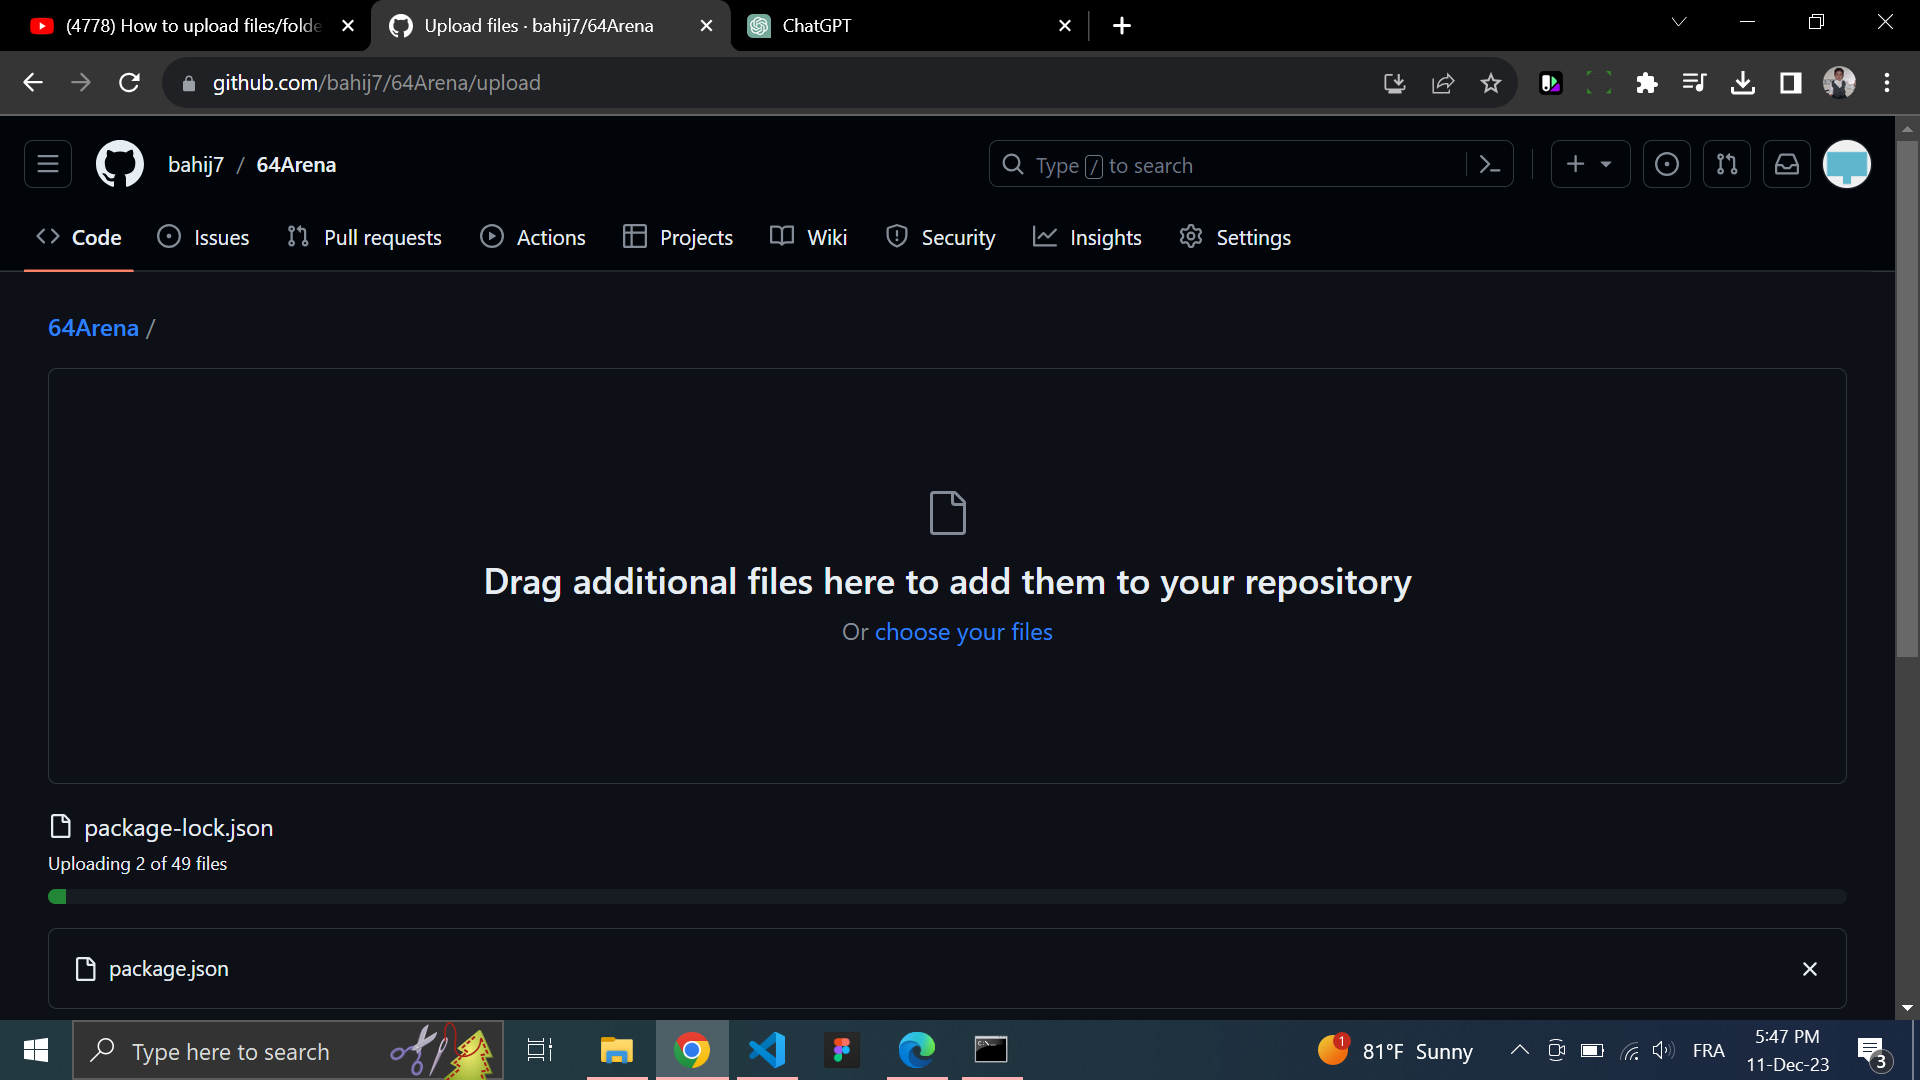 (4778) How to upload files/folde
Upload files · bahij7/64Arena
ChatGPT
github.com/bahij7/64Arena/upload
bahij7 / 64Arena
Type / to search
Code
Issues
Pull requests
Actions
Projects
Wiki
Security
Insights
Settings
64Arena /
Drag additional files here to add them to your repository
Or choose your files
package-lock.json
Uploading 2 of 49 files
package.json
Type here to search
1
81°F Sunny
FRA
5:47 PM
11-Dec-23
3